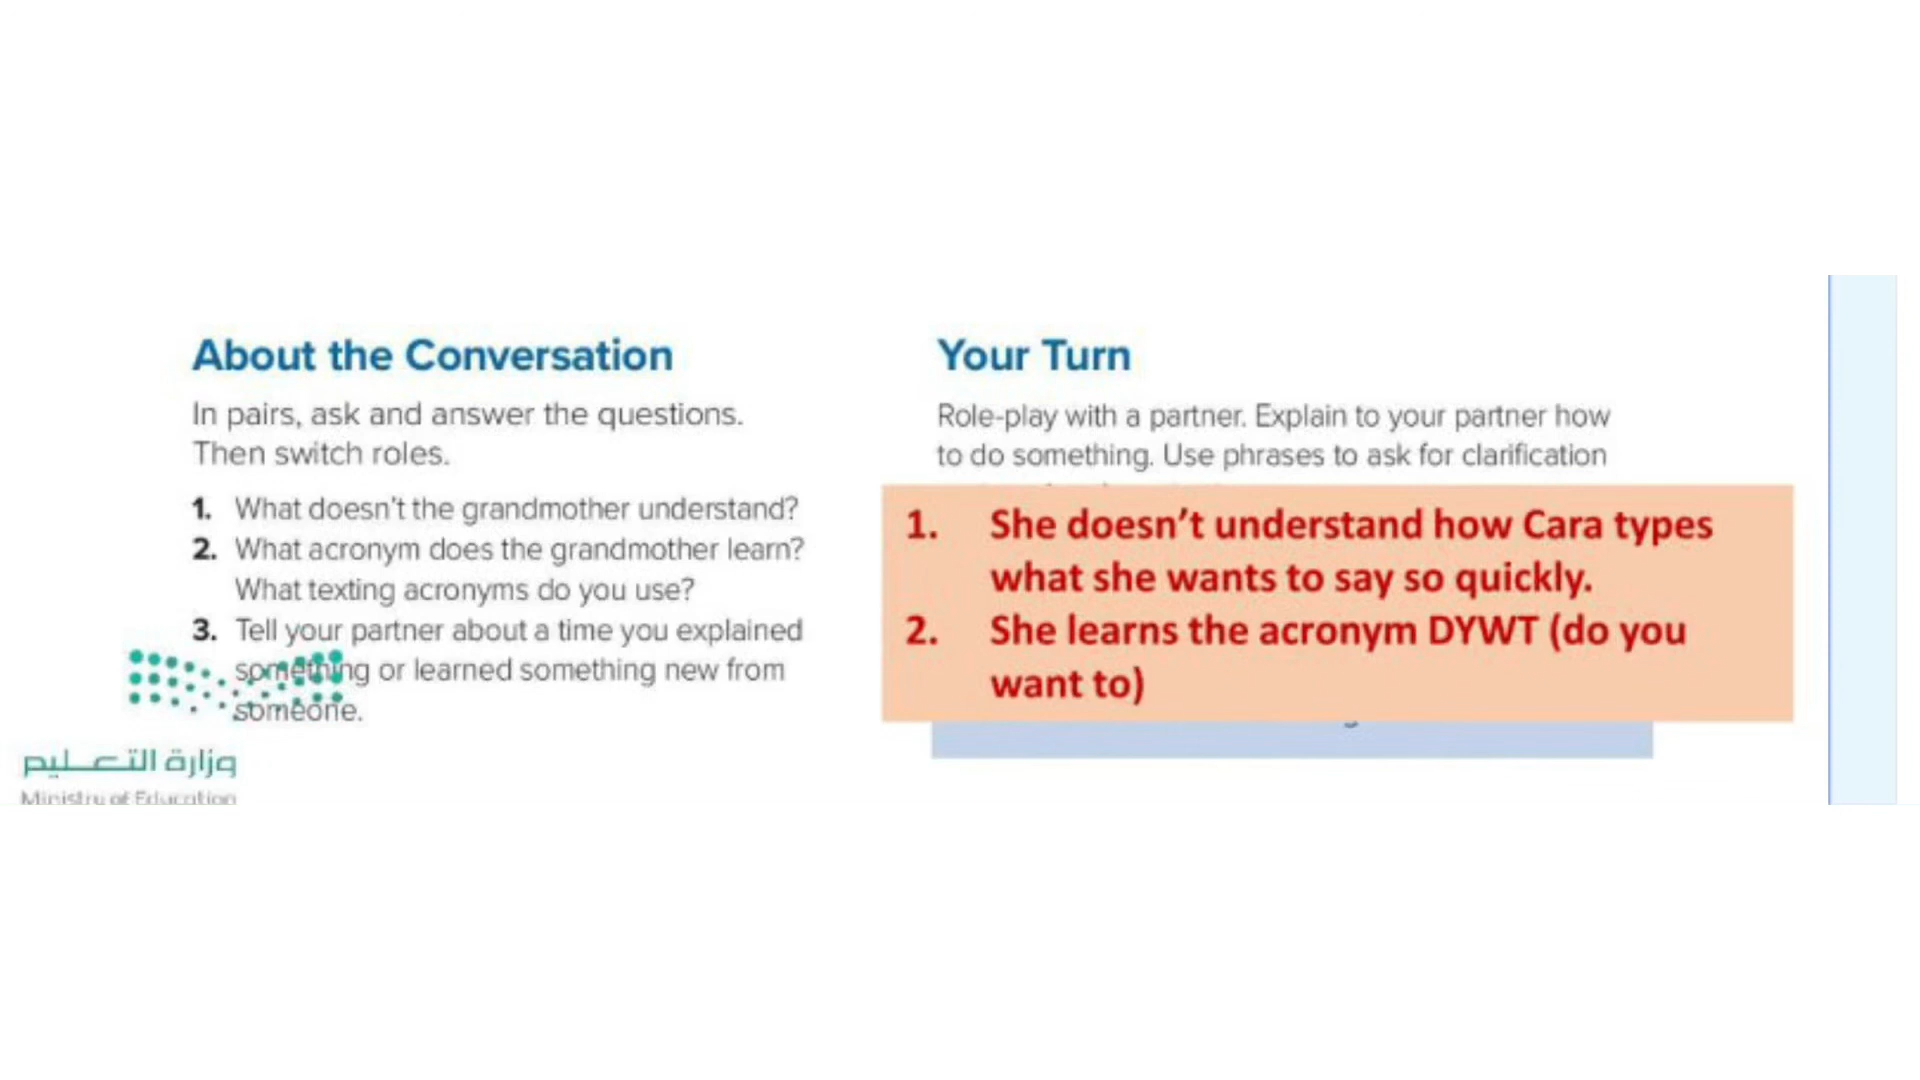 About the Conversation
In pairs, ask and answer the questions.
Then switch roles.
1. What doesn't the grandmother understand?
2. What acronym does the grandmother learn?
What texting acronyms do you use?
3. Tell your partner about a time you explained
something or learned something new from
someone.
وزارة التعليم
Ministry of Education
Your Turn
Role-play with a partner. Explain to your partner how
to do something. Use phrases to ask for clarification
1. She doesn't understand how Cara types
what she wants to say so quickly.
2. She learns the acronym DYWT (do you
want to)